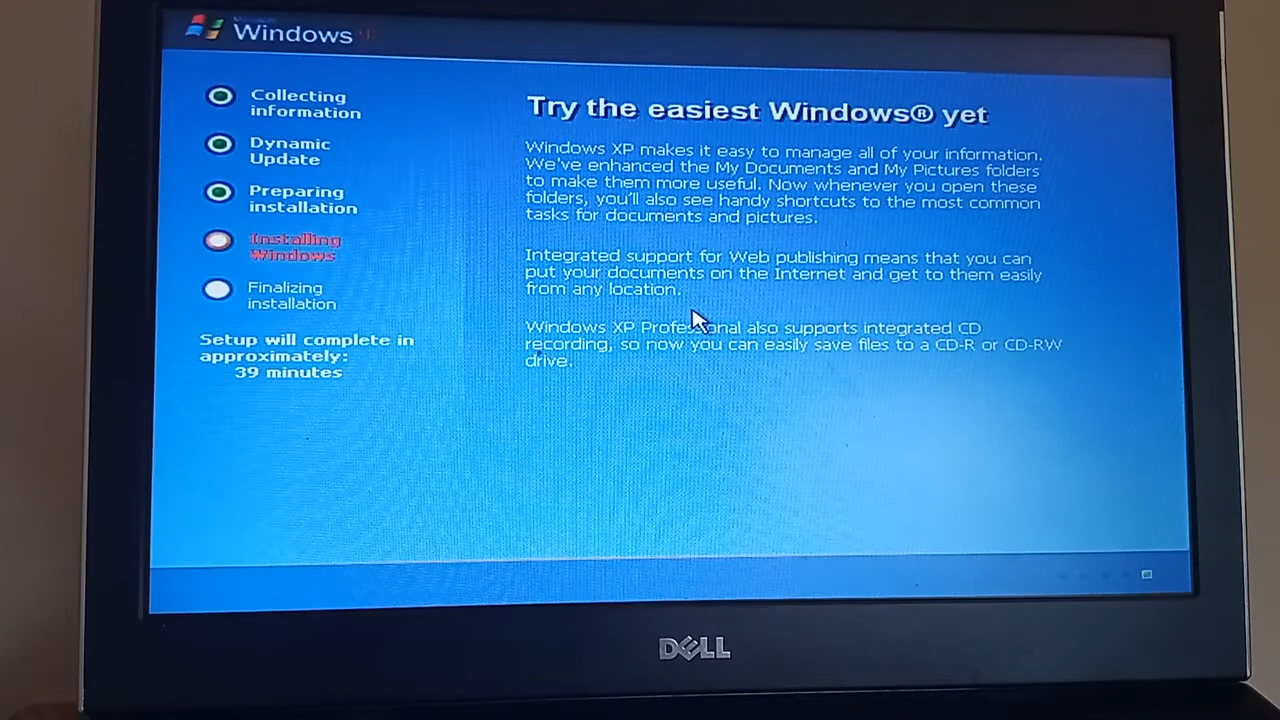 Windows
Collecting
information
Dynamic
Update
Preparing
installation
Installing
Windows
Finalizing
installation
Setup will complete in
approximately:
39 minutes
Try the easiest Windows® yet
Windows XP makes it easy to manage all of your information.
We've enhanced the My Documents and My Pictures folders
to make them more useful. Now whenever you open these
folders, you'll also see handy shortcuts to the most common
tasks for documents and pictures.
Integrated support for Web publishing means that you can
put your documents on the Internet and get to them easily
from any location.
Windows XP Professional also supports integrated CD
recording, so now you can easily save files to a CD-R or CD-RW
drive.
DELL